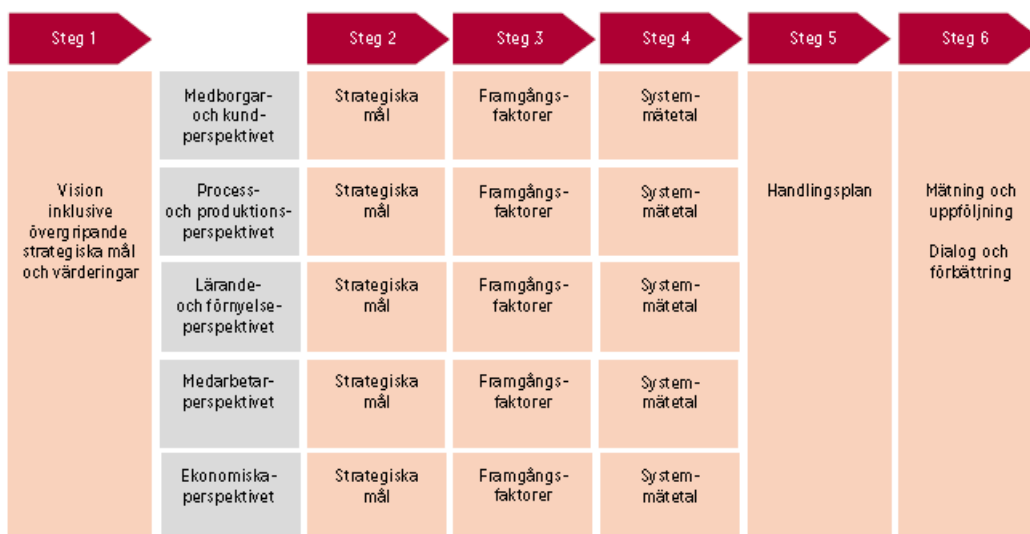 Steg 1
Steg 2
Steg 3
Steg 4
Steg 5
Steg 6
Vision
inklusive
övergripande
strategiska mål
och värderingar
Medborgar-
och kund-
perspektivet
Strategiska
mål
Framgångs-
faktorer
System-
mätetal
Process-
och produktions-
perspektivet
Strategiska
mål
Framgångs-
faktorer
System-
mätetal
Lärande-
och förnyelse-
perspektivet
Strategiska
mål
Framgångs-
faktorer
System-
mätetal
Medarbetar-
perspektivet
Strategiska
mål
Framgångs-
faktorer
System-
mätetal
Ekonomiska-
perspektivet
Strategiska
mål
Framgångs-
faktorer
System-
mätetal
Handlingsplan
Mätning och
uppföljning
Dialog och
förbättring